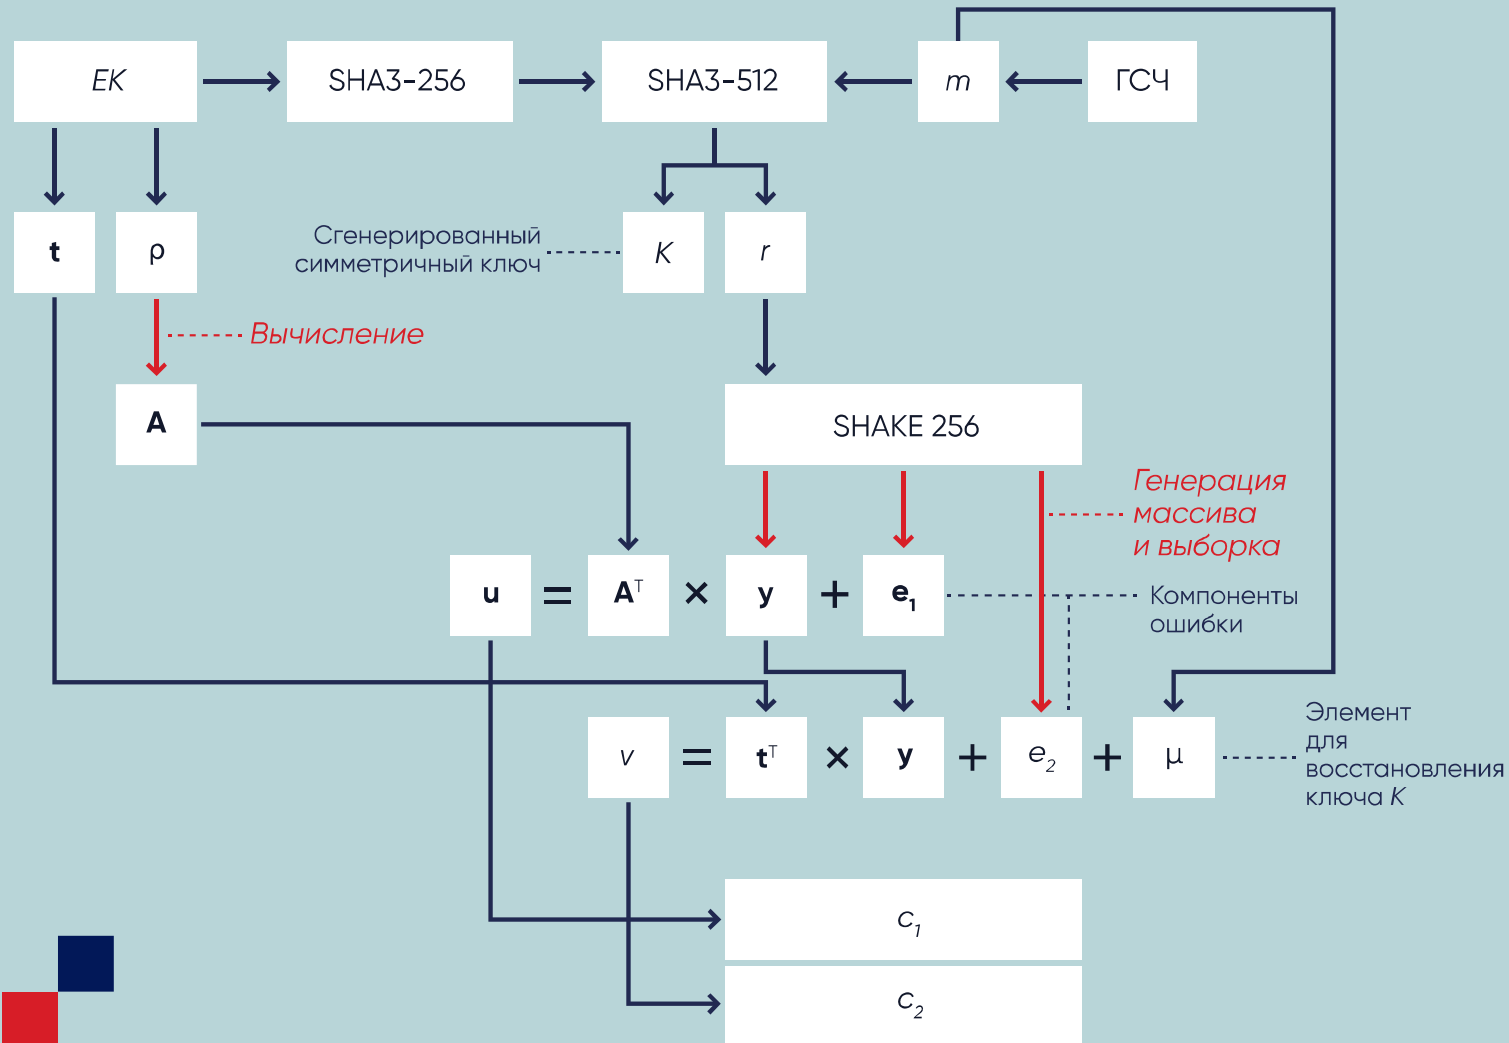 EK
SHA3-256
SHA3-512
m
ГСЧ
t
ρ
Сгенерированный
симметричный ключ
K
r
Вычисление
A
SHAKE 256
Генерация
массива
и выборка
u = Aᵀ × y + e₁
Компоненты
ошибки
v = tᵀ × y + e₂ + μ
Элемент
для
восстановления
ключа K
c₁
c₂